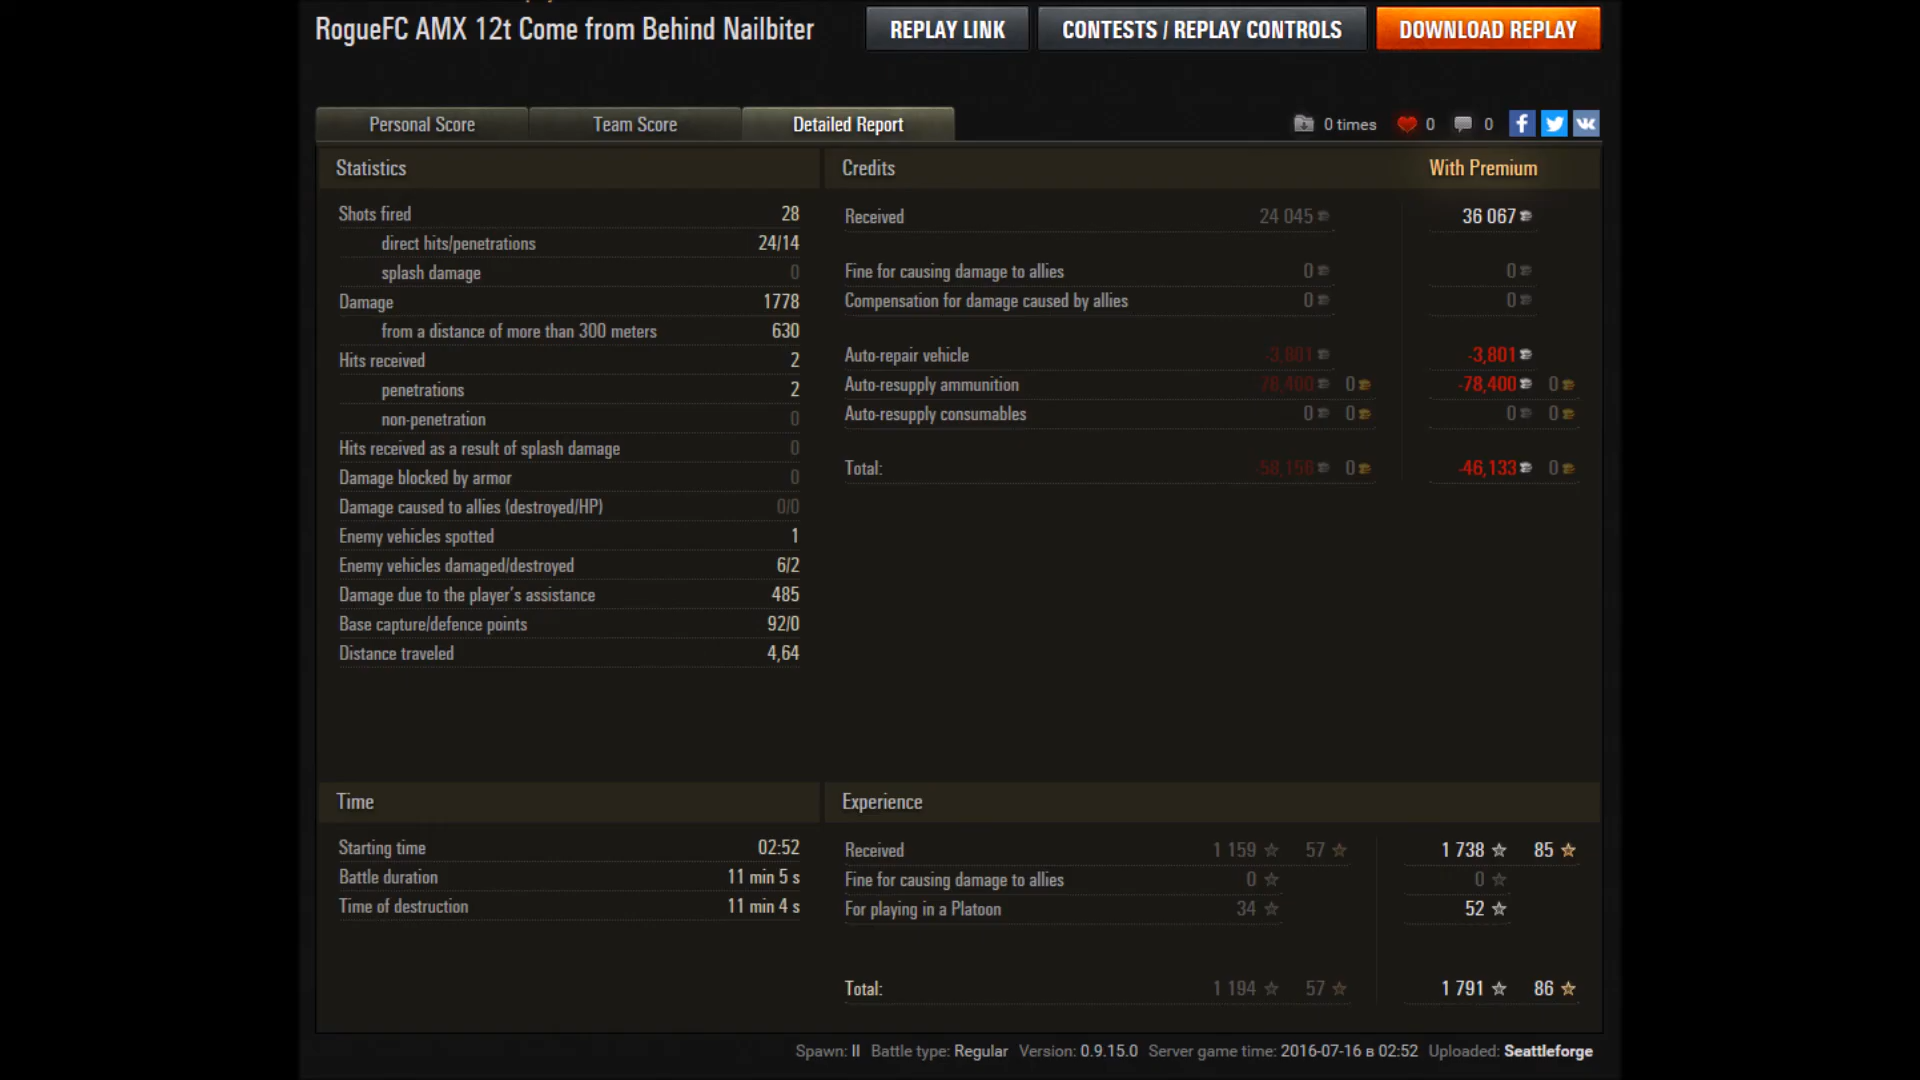 RogueFC AMX 12t Come from Behind Nailbiter
REPLAY LINK
CONTESTS / REPLAY CONTROLS
DOWNLOAD REPLAY
Personal Score
Team Score
Detailed Report
0 times
0
0
Statistics
Shots fired 28
direct hits/penetrations 24/14
splash damage 0
Damage 1778
from a distance of more than 300 meters 630
Hits received 2
penetrations 2
non-penetration 0
Hits received as a result of splash damage 0
Damage blocked by armor 0
Damage caused to allies (destroyed/HP) 0/0
Enemy vehicles spotted 1
Enemy vehicles damaged/destroyed 6/2
Damage due to the player's assistance 485
Base capture/defence points 92/0
Distance traveled 4,64
Credits With Premium
Received 24 045 36 067
Fine for causing damage to allies 0 0
Compensation for damage caused by allies 0 0
Auto-repair vehicle -3,801 -3,801
Auto-resupply ammunition -78,400 0 -78,400 0
Auto-resupply consumables 0 0 0 0
Total: -58,156 0 -46,133 0
Time
Starting time 02:52
Battle duration 11 min 5 s
Time of destruction 11 min 4 s
Experience
Received 1 159 57 1 738 85
Fine for causing damage to allies 0 0
For playing in a Platoon 34 52
Total: 1 194 57 1 791 86
Spawn: II Battle type: Regular Version: 0.9.15.0 Server game time: 2016-07-16 в 02:52 Uploaded: Seattleforge